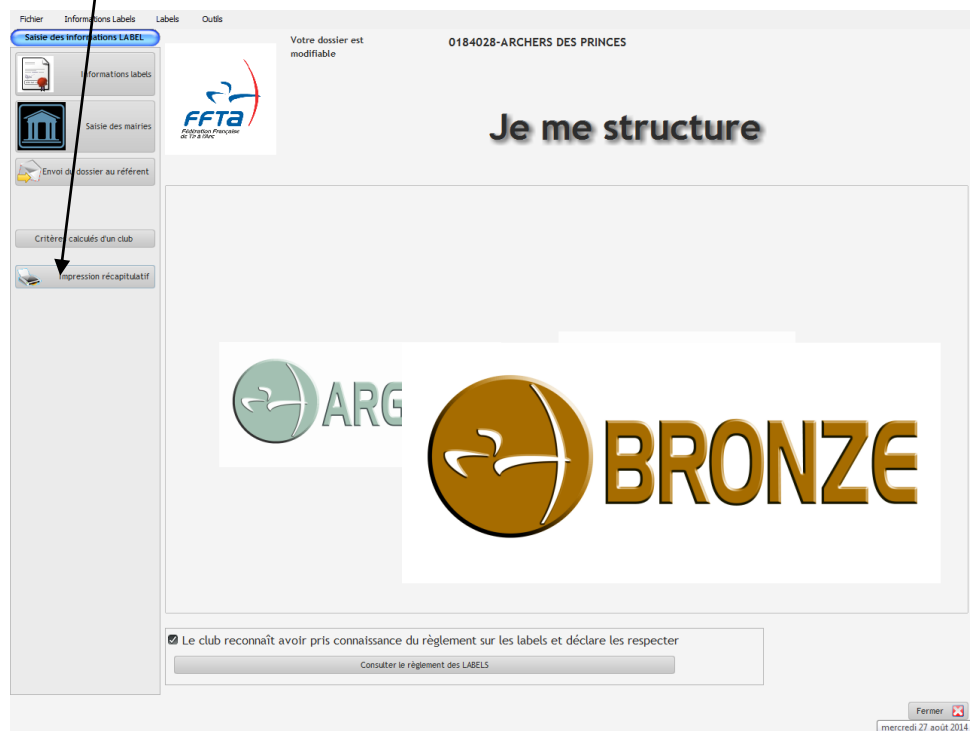 Fichier Informations Labels Labels Outils
Saisie des informations LABEL
Informations labels
Saisie des mairies
Envoi du dossier au référent
Critères calculés d'un club
Impression récapitulatif
FFTa
Fédération Française
de Tir à l'Arc
Votre dossier est
modifiable
0184028-ARCHERS DES PRINCES
Je me structure
ARG
BRONZE
Le club reconnaît avoir pris connaissance du règlement sur les labels et déclare les respecter
Consulter le règlement des LABELS
Fermer
mercredi 27 août 2014